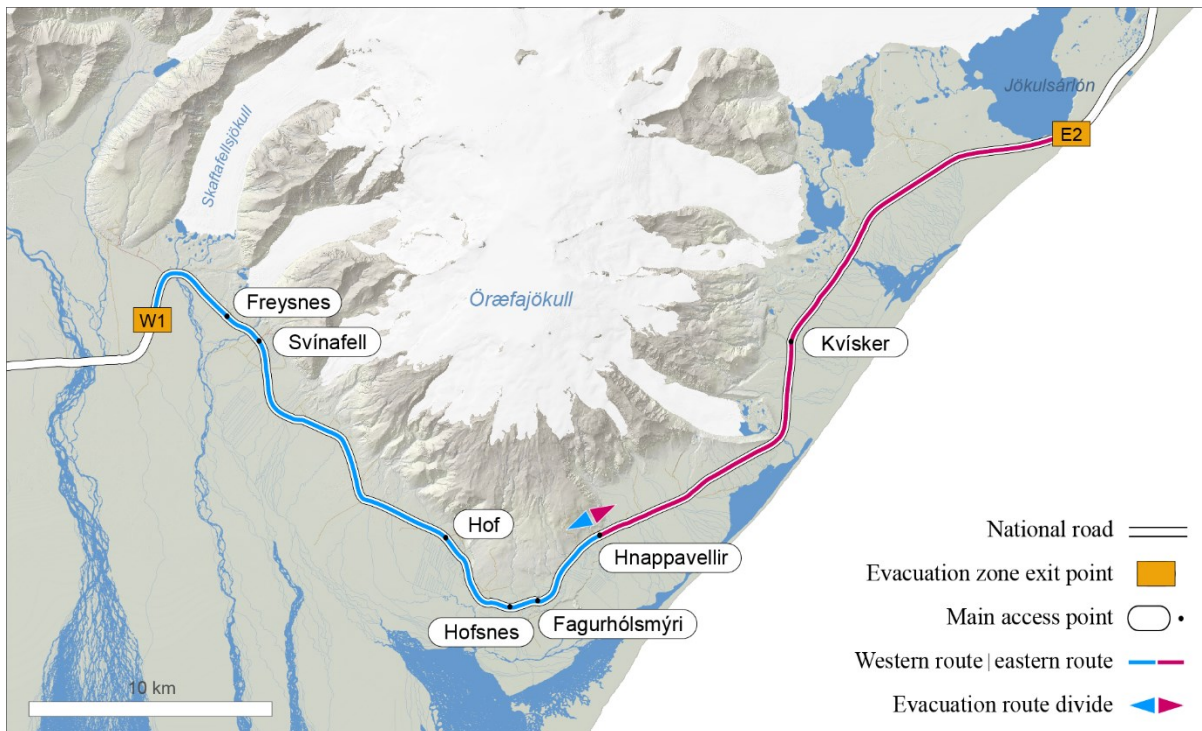 Jökulsárlón
E2
Skaftafellsjökull
Freysnes
W1
Öræfajökull
Svínafell
Kvísker
Hof
Hnappavellir
Hofsnes
Fagurhólsmýri
10 km
National road
Evacuation zone exit point
Main access point
Western route | eastern route
Evacuation route divide